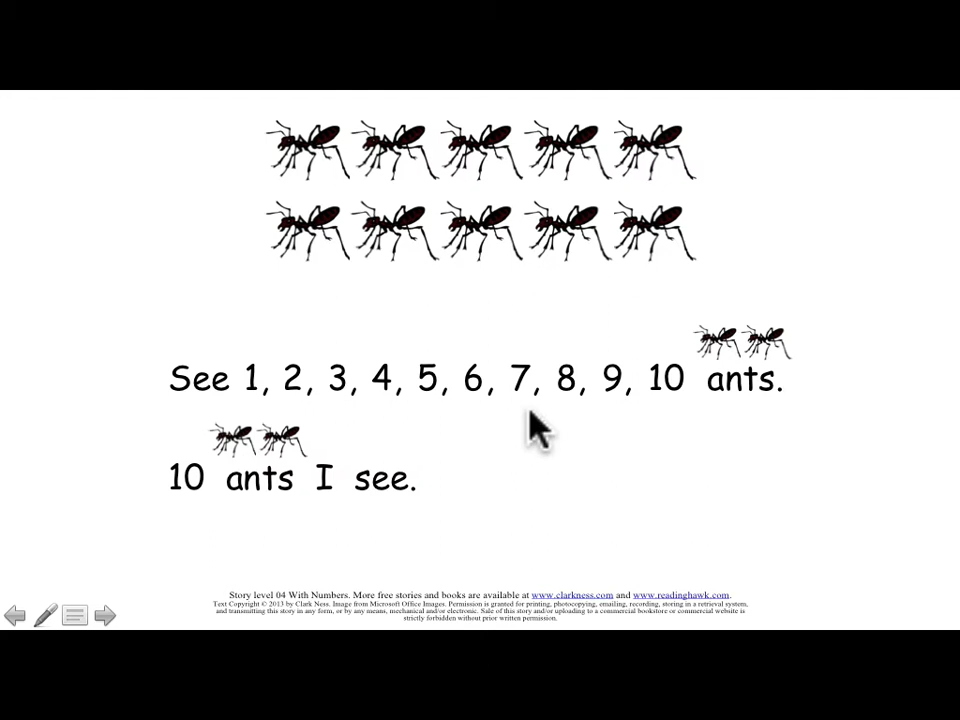 See 1, 2, 3, 4, 5, 6, 7, 8, 9, 10 ants.
10 ants I see.
Story level 04 With Numbers. More free stories and books are available at www.clarkness.com and www.readinghawk.com.
Text Copyright © 2013 by Clark Ness. Image from Microsoft Office Images. Permission is granted for printing, photocopying, emailing, recording, storing in a retrieval system,
and transmitting this story in any form, or by any means, mechanical and/or electronic. Sale of this story and/or uploading to a commercial bookstore or commercial website is
strictly forbidden without prior written permission.